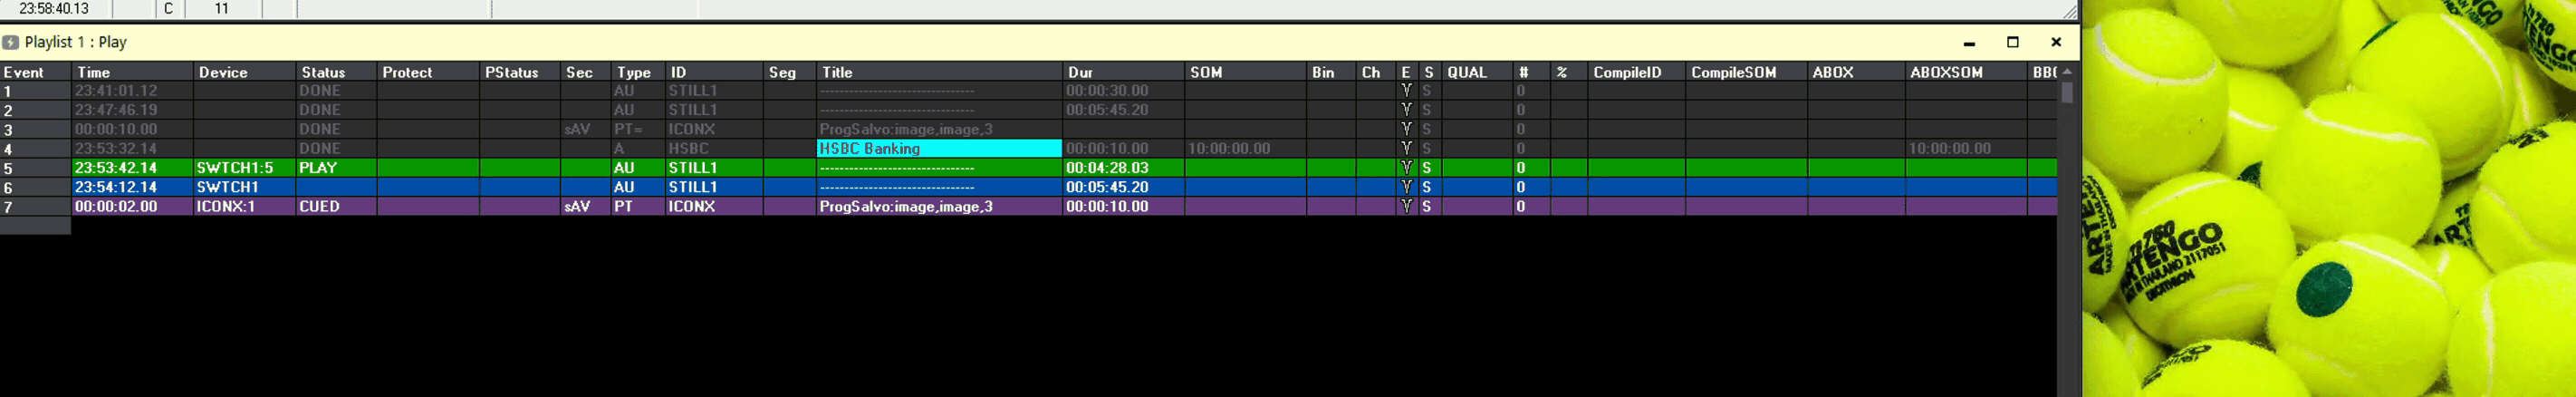 23:58:40.13 C 11
Playlist 1 : Play
Event Time Device Status Protect PStatus Sec Type ID Seg Title Dur SOM Bin Ch E S QUAL # % CompileID CompileSOM ABOX ABOXSOM
1 23:41:01.12 DONE AU STILL1 -------------------------------- 00:00:30.00 S 0
2 23:47:46.19 DONE AU STILL1 -------------------------------- 00:05:45.20 S 0
3 00:00:10.00 DONE sAV PT= ICONX ProgSalvo:image,image,3 S 0
4 23:53:32.14 DONE A HSBC HSBC Banking 00:00:10.00 10:00:00.00 S 0 10:00:00.00
5 23:53:42.14 SWTCH1:5 PLAY AU STILL1 -------------------------------- 00:04:28.03 S 0
6 23:54:12.14 SWTCH1 AU STILL1 -------------------------------- 00:05:45.20 S 0
7 00:00:02.00 ICONX:1 CUED sAV PT ICONX ProgSalvo:image,image,3 00:00:10.00 S 0
780
ARTENGO
MADE IN THAILAND 2117051
DECATHLON